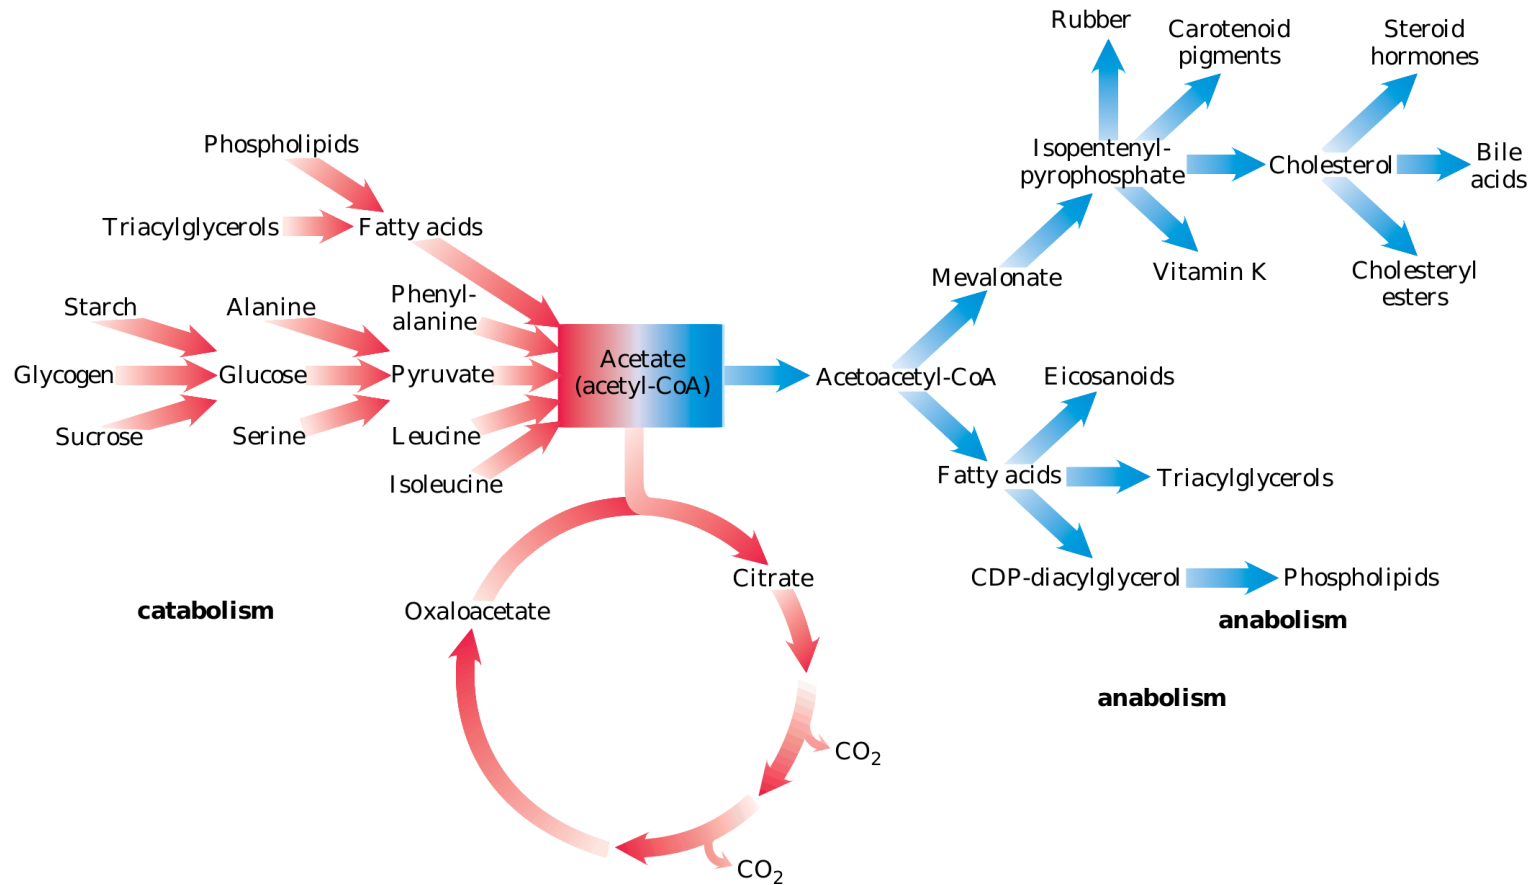 Rubber
Carotenoid
pigments
Steroid
hormones
Phospholipids
Isopentenyl-
pyrophosphate
Cholesterol
Bile
acids
Triacylglycerols
Fatty acids
Mevalonate
Vitamin K
Cholesteryl
esters
Starch
Alanine
Phenyl-
alanine
Glycogen
Glucose
Pyruvate
Acetate
(acetyl-CoA)
Acetoacetyl-CoA
Eicosanoids
Sucrose
Serine
Leucine
Isoleucine
Fatty acids
Triacylglycerols
Citrate
CDP-diacylglycerol
Phospholipids
catabolism
Oxaloacetate
anabolism
anabolism
CO2
CO2